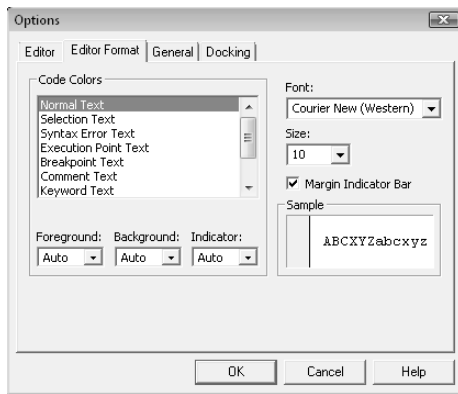 Options
Editor Editor Format General Docking
Code Colors
Normal Text
Selection Text
Syntax Error Text
Execution Point Text
Breakpoint Text
Comment Text
Keyword Text
Foreground: Background: Indicator:
Auto Auto Auto
Font:
Courier New (Western)
Size:
10
Margin Indicator Bar
Sample
ABCXYZabcxyz
OK Cancel Help